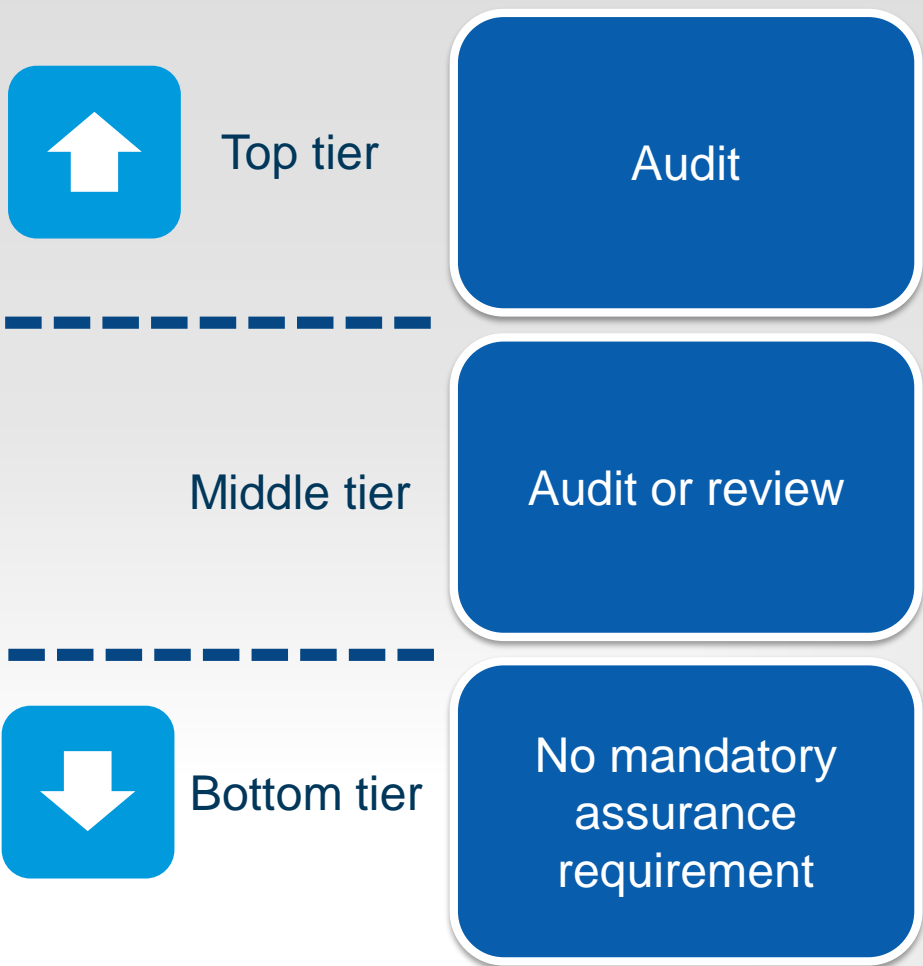 Top tier
Audit
Middle tier
Audit or review
Bottom tier
No mandatory
assurance
requirement